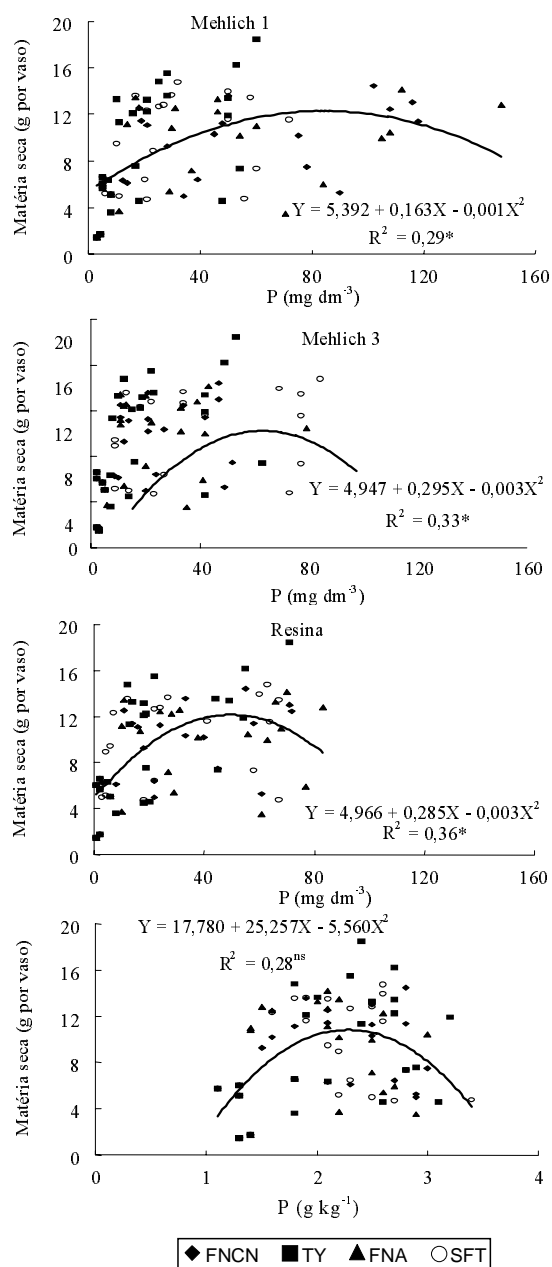 Mehlich 1
Matéria seca (g por vaso)
20
16
12
8
4
0
Y = 5,392 + 0,163X - 0,001X²
R² = 0,29*
0 40 80 120 160
P (mg dm⁻³)
Mehlich 3
Matéria seca (g por vaso)
20
16
12
8
4
0
Y = 4,947 + 0,295X - 0,003X²
R² = 0,33*
0 40 80 120 160
P (mg dm⁻³)
Resina
Matéria seca (g por vaso)
20
16
12
8
4
0
Y = 4,966 + 0,285X - 0,003X²
R² = 0,36*
0 40 80 120 160
P (mg dm⁻³)
Y = 17,780 + 25,257X - 5,560X²
R² = 0,28ⁿˢ
Matéria seca (g por vaso)
20
16
12
8
4
0
0 1 2 3 4
P (g kg⁻¹)
FNCN TY FNA SFT